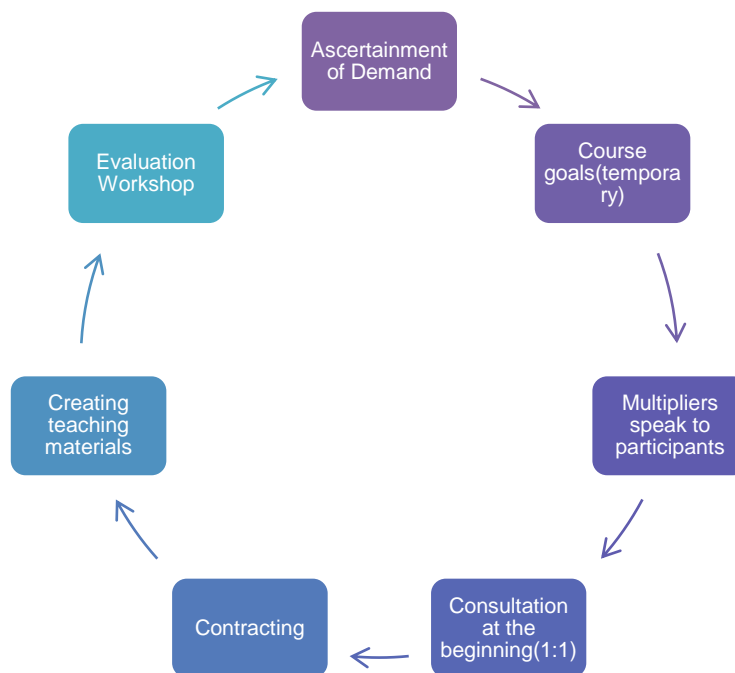 Ascertainment
of Demand
Course
goals(tempora
ry)
Multipliers
speak to
participants
Consultation
at the
beginning(1:1)
Contracting
Creating
teaching
materials
Evaluation
Workshop